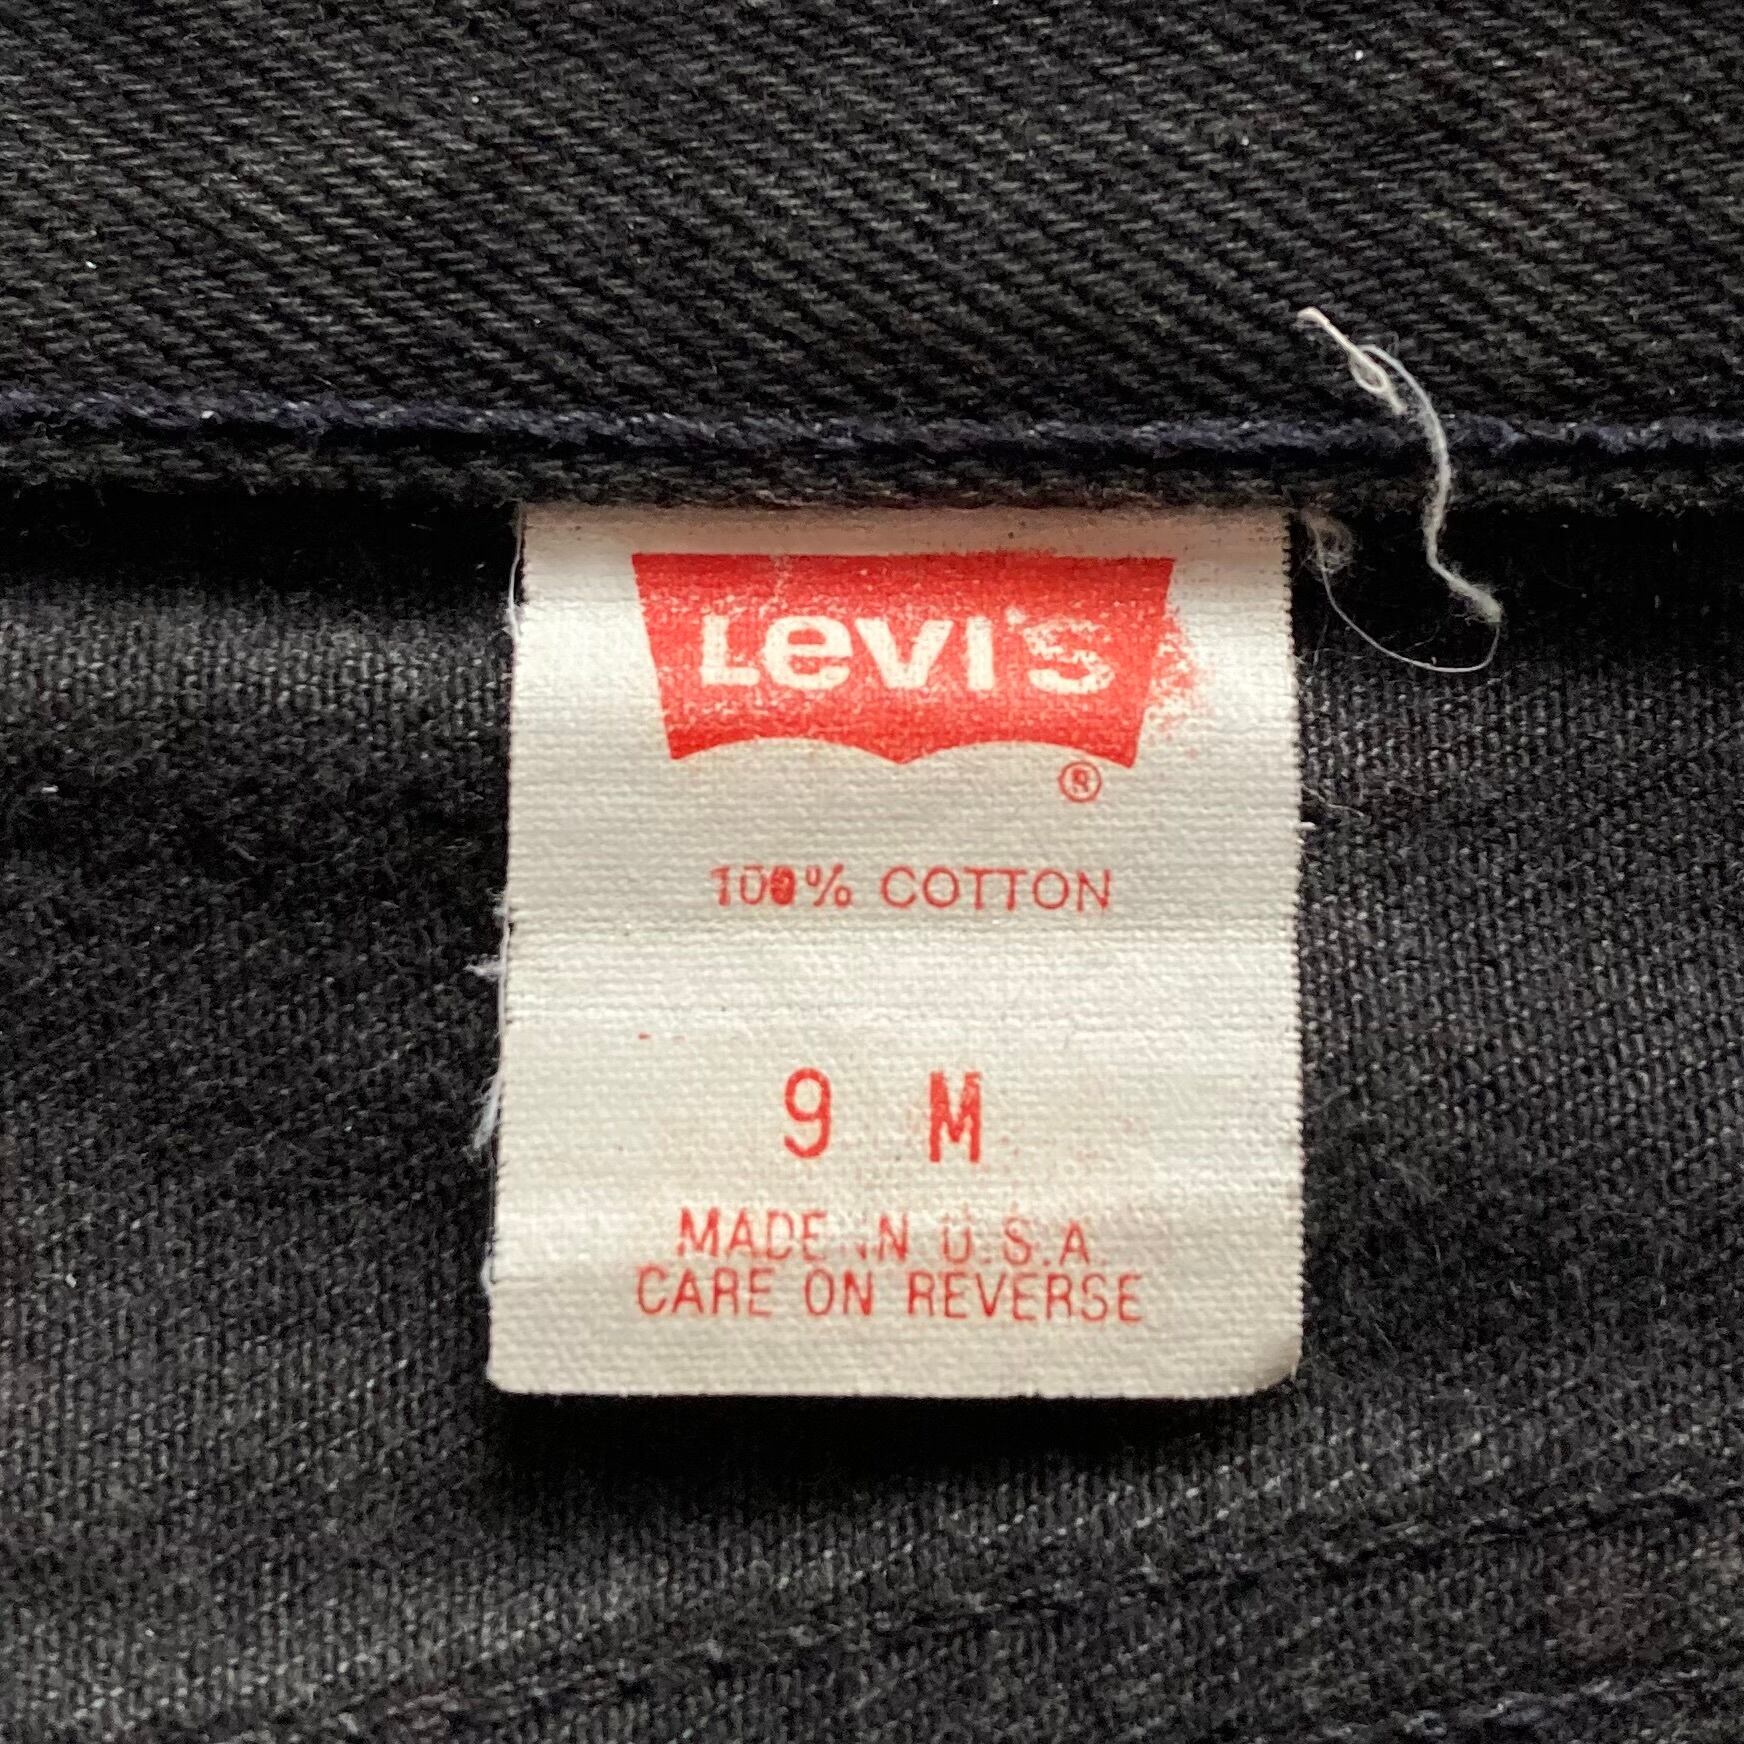 Levi's
®
100% COTTON
9 M
MADE IN U.S.A.
CARE ON REVERSE